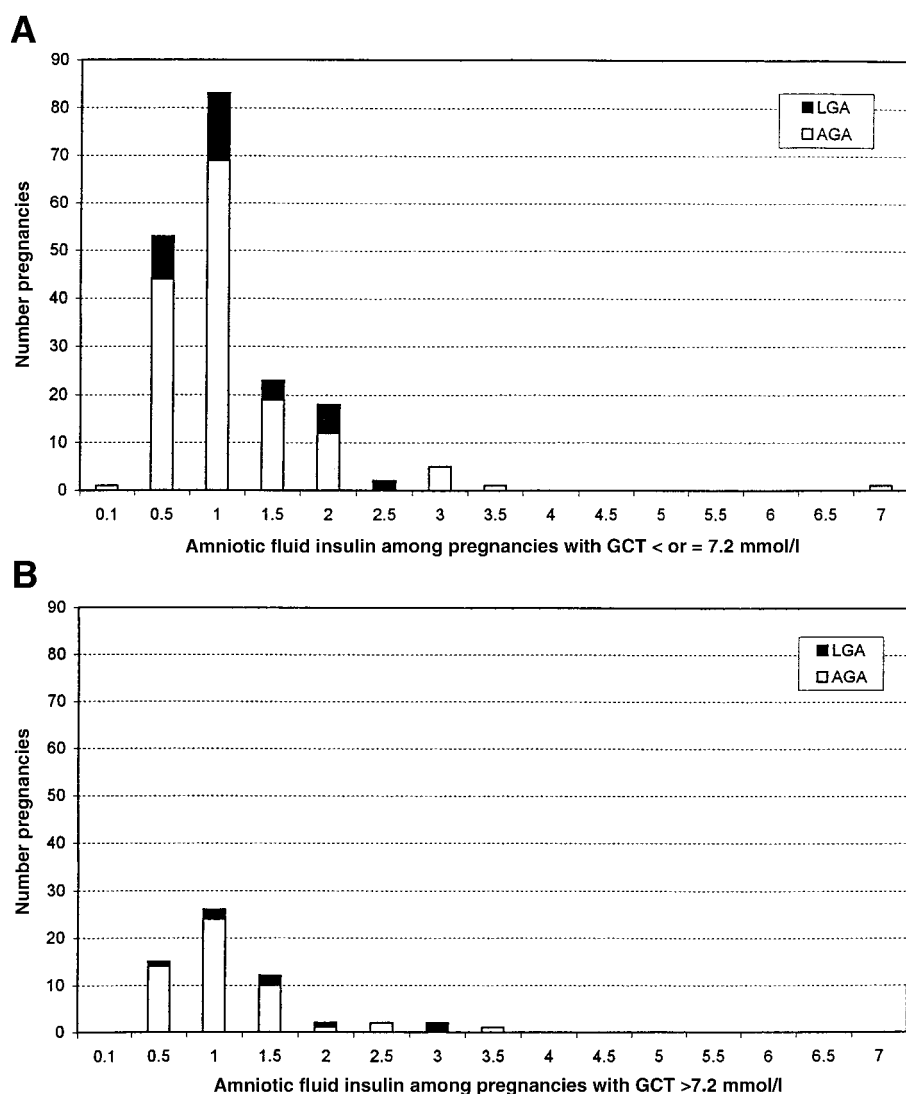 A
Number pregnancies
90
80
70
60
50
40
30
20
10
0
LGA
AGA
0.1 0.5 1 1.5 2 2.5 3 3.5 4 4.5 5 5.5 6 6.5 7
Amniotic fluid insulin among pregnancies with GCT < or = 7.2 mmol/l
B
Number pregnancies
90
80
70
60
50
40
30
20
10
0
LGA
AGA
0.1 0.5 1 1.5 2 2.5 3 3.5 4 4.5 5 5.5 6 6.5 7
Amniotic fluid insulin among pregnancies with GCT >7.2 mmol/l